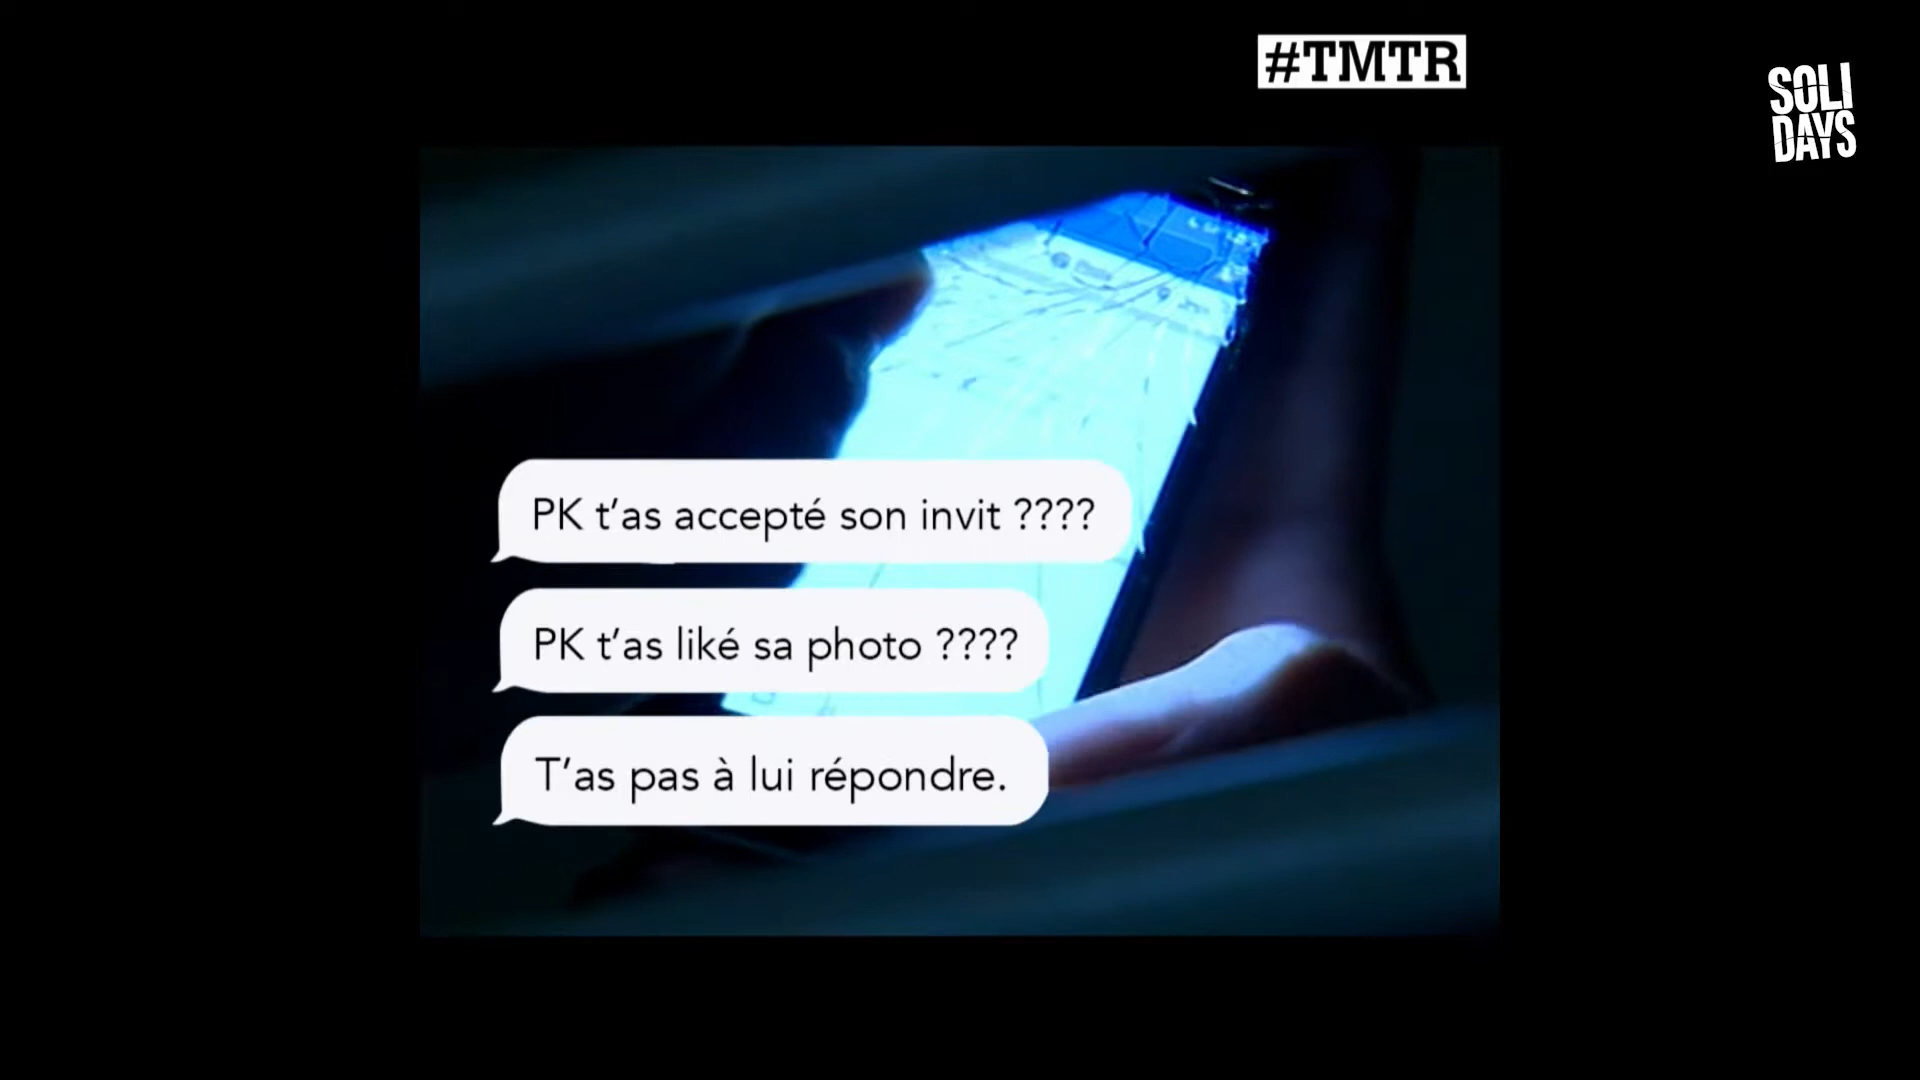 #TMTR
SOLI
DAYS
PK t’as accepté son invit ????
PK t’as liké sa photo ????
T’as pas à lui répondre.